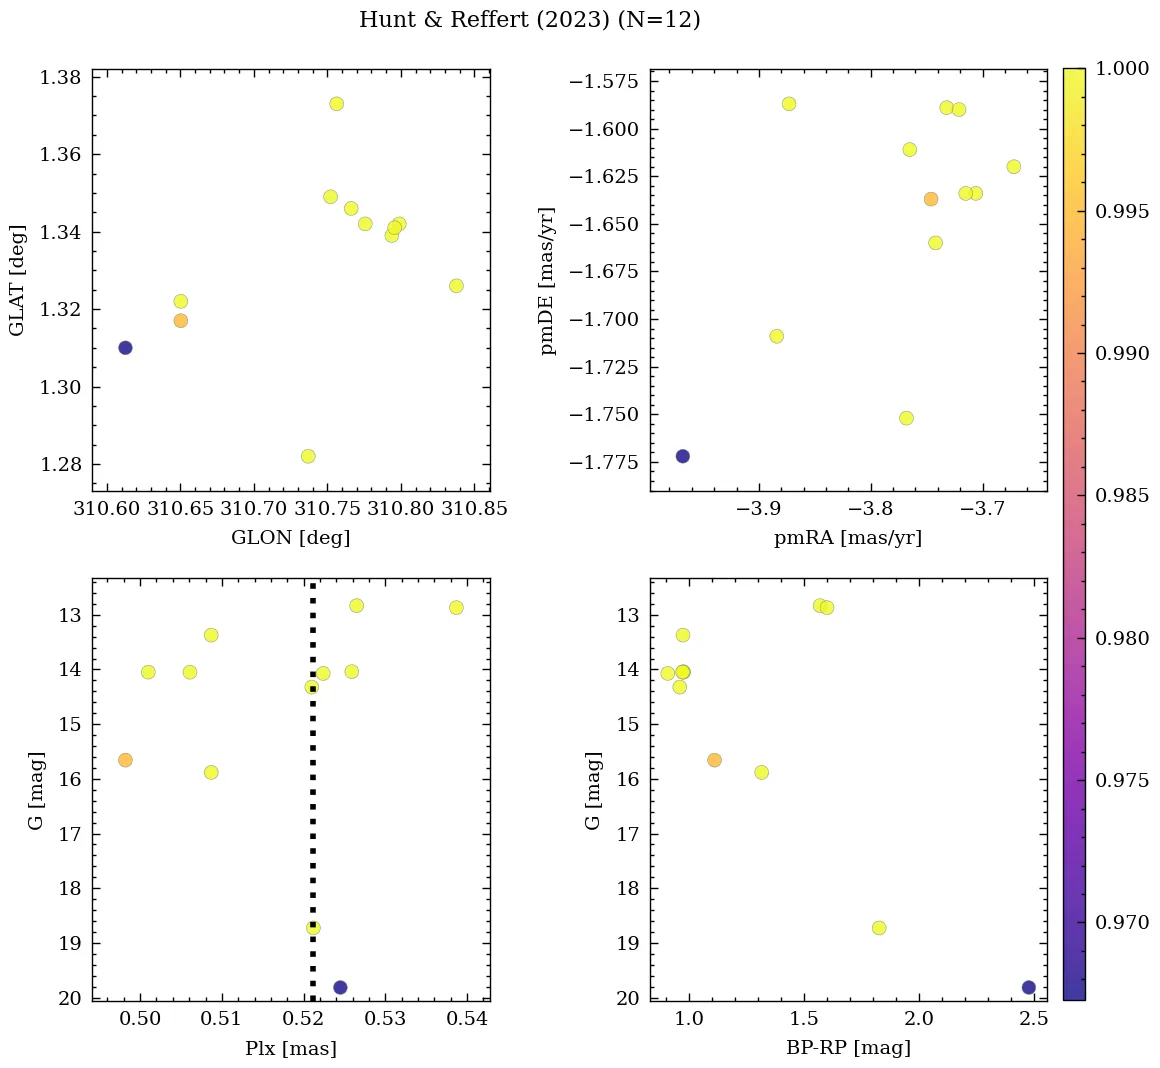 Hunt & Reffert (2023) (N=12)
1.38
1.36
1.34
1.32
1.30
1.28
GLAT [deg]
310.60 310.65 310.70 310.75 310.80 310.85
GLON [deg]
−1.575
−1.600
−1.625
−1.650
−1.675
−1.700
−1.725
−1.750
−1.775
pmDE [mas/yr]
−3.9 −3.8 −3.7
pmRA [mas/yr]
13
14
15
16
17
18
19
20
G [mag]
0.50 0.51 0.52 0.53 0.54
Plx [mas]
13
14
15
16
17
18
19
20
G [mag]
1.0 1.5 2.0 2.5
BP-RP [mag]
1.000
0.995
0.990
0.985
0.980
0.975
0.970